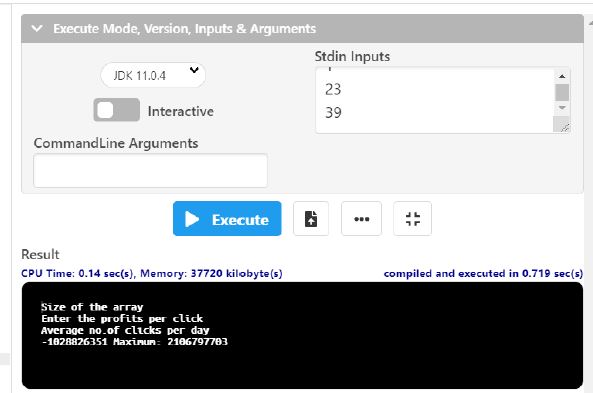 Execute Mode, Version, Inputs & Arguments
JDK 11.0.4
Interactive
Stdin Inputs
23
39
CommandLine Arguments
Execute
Result
CPU Time: 0.14 sec(s), Memory: 37720 kilobyte(s)
compiled and executed in 0.719 sec(s)
Size of the array
Enter the profits per click
Average no.of clicks per day
-1028826351 Maximum: 2106797703